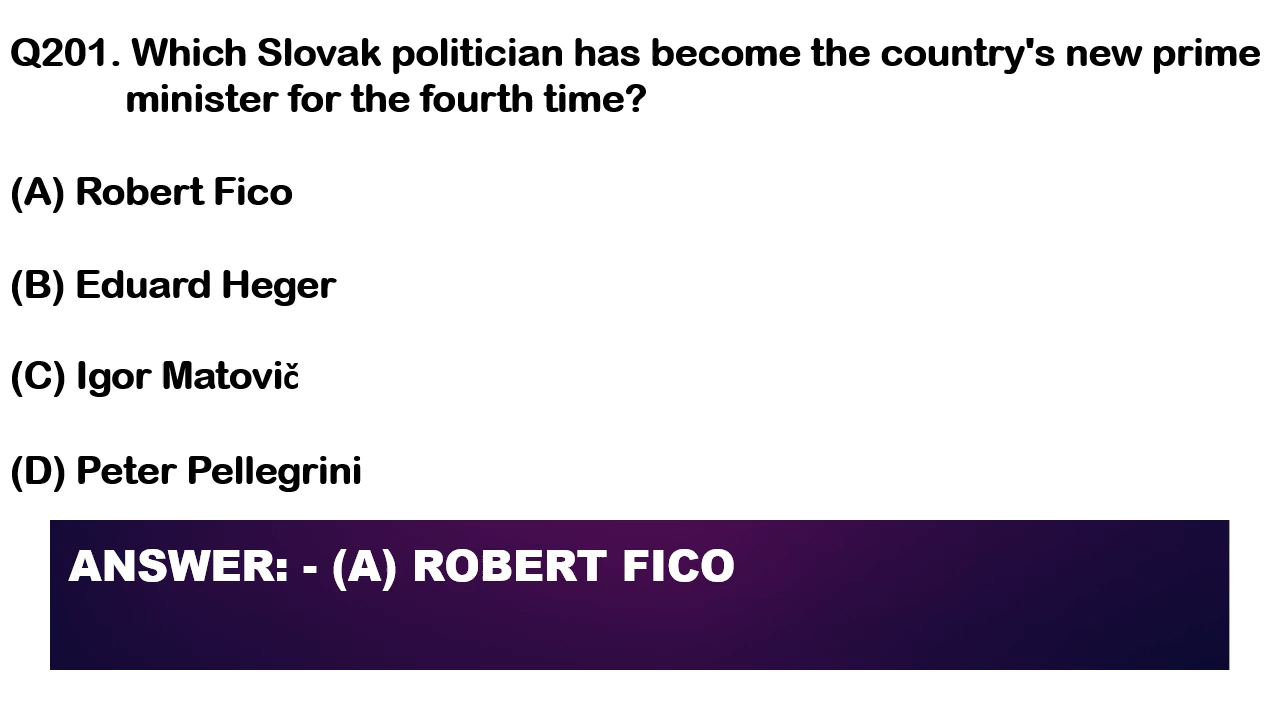 Q201. Which Slovak politician has become the country's new prime
minister for the fourth time?
(A) Robert Fico
(B) Eduard Heger
(C) Igor Matovič
(D) Peter Pellegrini
ANSWER: - (A) ROBERT FICO